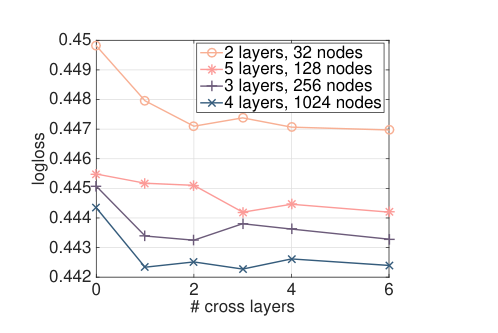 0.45
0.449
0.448
0.447
0.446
0.445
0.444
0.443
0.442
logloss
2 layers, 32 nodes
5 layers, 128 nodes
3 layers, 256 nodes
4 layers, 1024 nodes
0 2 4 6
# cross layers